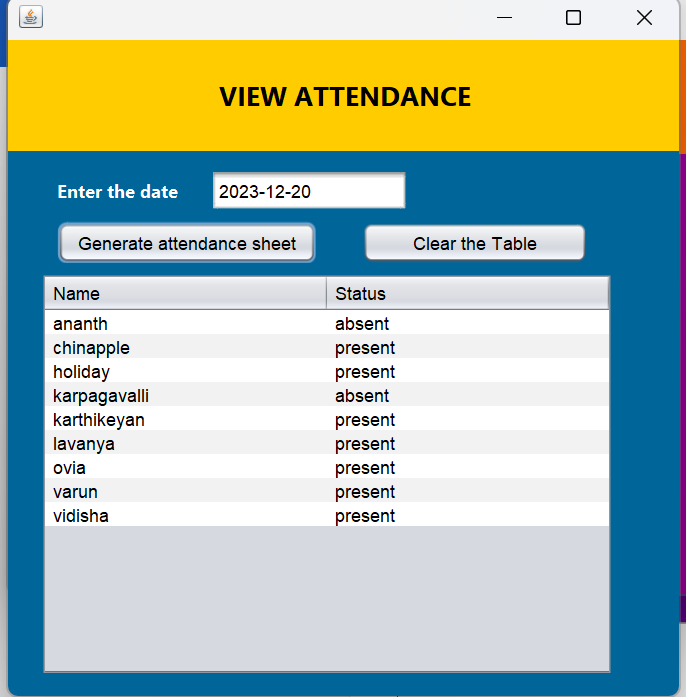 VIEW ATTENDANCE
Enter the date 2023-12-20
Generate attendance sheet Clear the Table
Name Status
ananth absent
chinapple present
holiday present
karpagavalli absent
karthikeyan present
lavanya present
ovia present
varun present
vidisha present